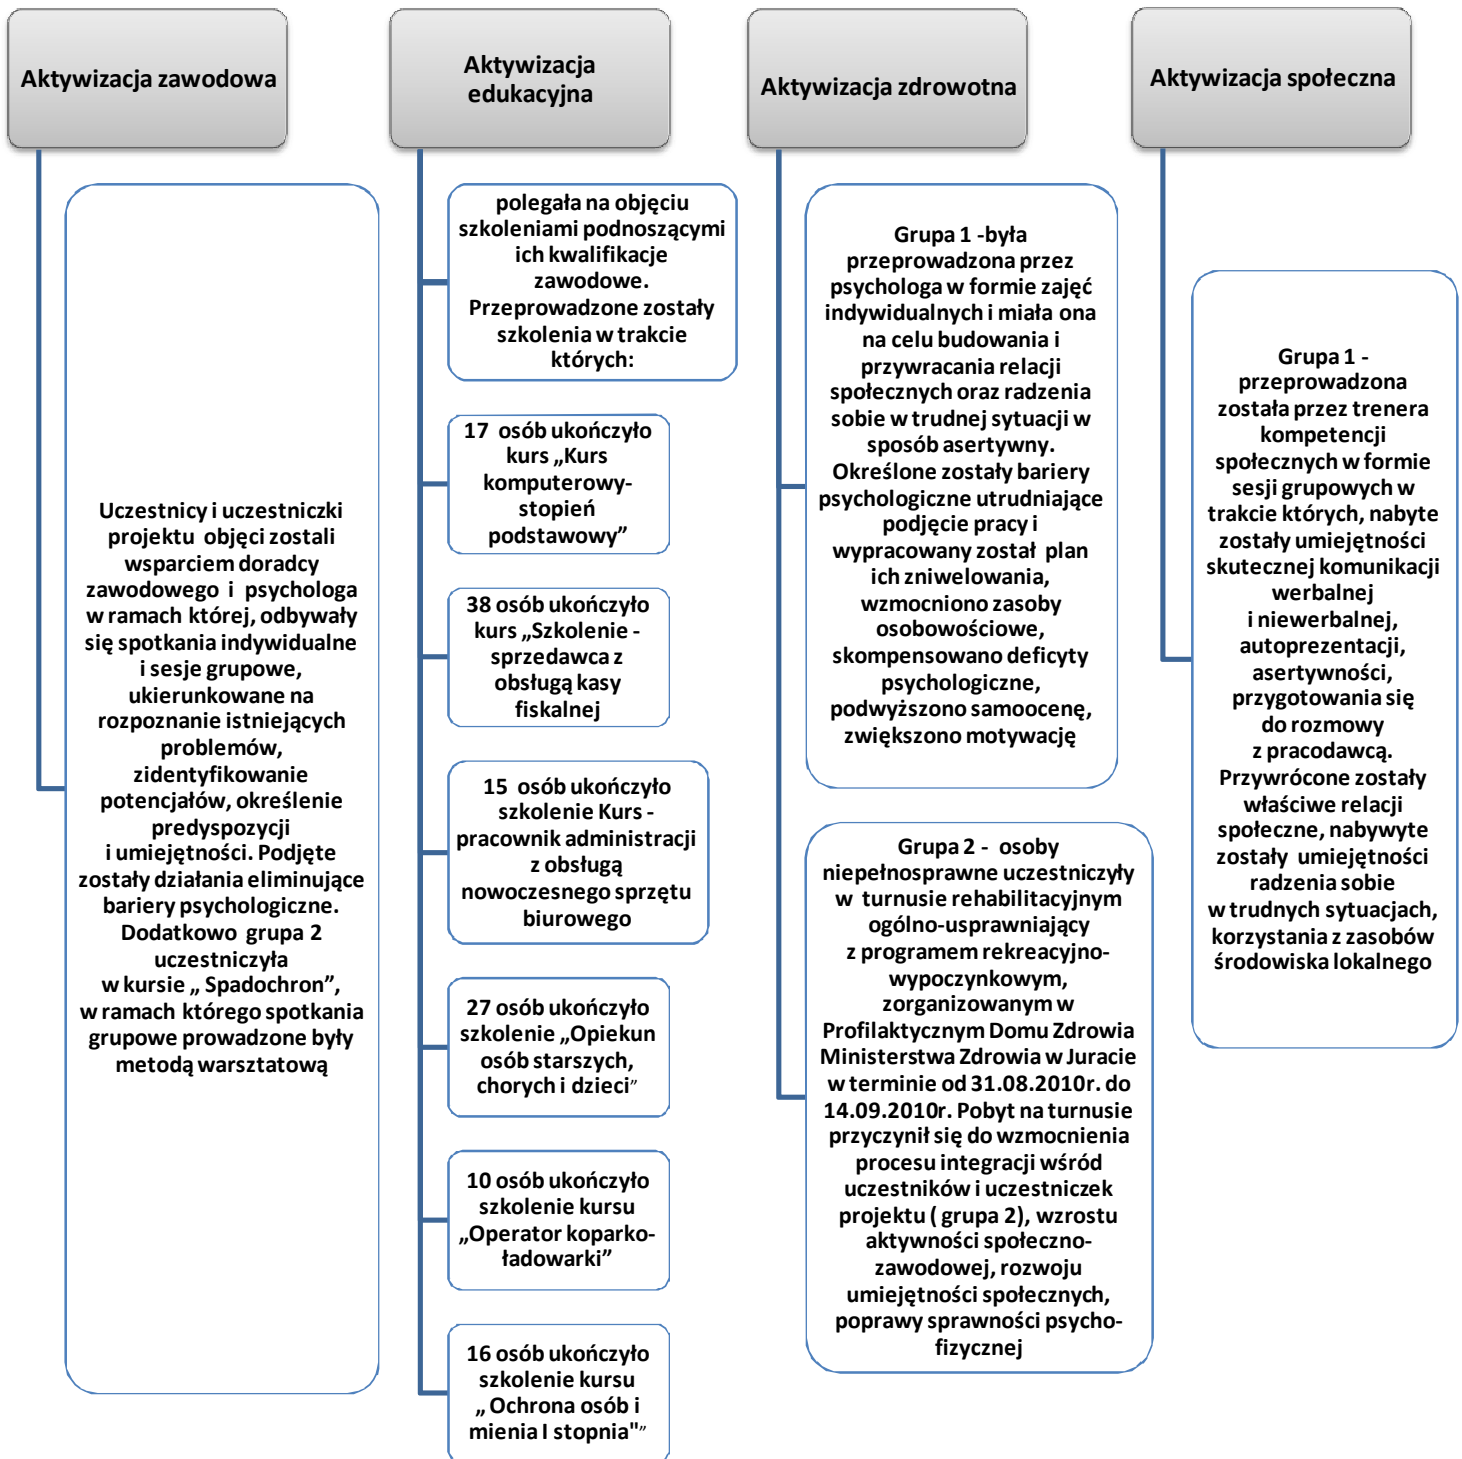 Aktywizacja zawodowa
Uczestnicy i uczestniczki
projektu objęci zostali
wsparciem doradcy
zawodowego i psychologa
w ramach której, odbywały
się spotkania indywidualne
i sesje grupowe,
ukierunkowane na
rozpoznanie istniejących
problemów,
zidentyfikowanie
potencjałów, określenie
predyspozycji
i umiejętności. Podjęte
zostały działania eliminujące
bariery psychologiczne.
Dodatkowo grupa 2
uczestniczyła
w kursie „ Spadochron”,
w ramach którego spotkania
grupowe prowadzone były
metodą warsztatową
Aktywizacja
edukacyjna
polegała na objęciu
szkoleniami podnoszącymi
ich kwalifikacje
zawodowe.
Przeprowadzone zostały
szkolenia w trakcie
których:
17 osób ukończyło
kurs „Kurs
komputerowy-
stopień
podstawowy”
38 osób ukończyło
kurs „Szkolenie -
sprzedawca z
obsługą kasy
fiskalnej
15 osób ukończyło
szkolenie Kurs -
pracownik administracji
z obsługą
nowoczesnego sprzętu
biurowego
27 osób ukończyło
szkolenie „Opiekun
osób starszych,
chorych i dzieci”
10 osób ukończyło
szkolenie kursu
„Operator koparko-
ładowarki”
16 osób ukończyło
szkolenie kursu
„ Ochrona osób i
mienia I stopnia"”
Aktywizacja zdrowotna
Grupa 1 -była
przeprowadzona przez
psychologa w formie zajęć
indywidualnych i miała ona
na celu budowania i
przywracania relacji
społecznych oraz radzenia
sobie w trudnej sytuacji w
sposób asertywny.
Określone zostały bariery
psychologiczne utrudniające
podjęcie pracy i
wypracowany został plan
ich zniwelowania,
wzmocniono zasoby
osobowościowe,
skompensowano deficyty
psychologiczne,
podwyższono samoocenę,
zwiększono motywację
Grupa 2 - osoby
niepełnosprawne uczestniczyły
w turnusie rehabilitacyjnym
ogólno-usprawniający
z programem rekreacyjno-
wypoczynkowym,
zorganizowanym w
Profilaktycznym Domu Zdrowia
Ministerstwa Zdrowia w Juracie
w terminie od 31.08.2010r. do
14.09.2010r. Pobyt na turnusie
przyczynił się do wzmocnienia
procesu integracji wśród
uczestników i uczestniczek
projektu ( grupa 2), wzrostu
aktywności społeczno-
zawodowej, rozwoju
umiejętności społecznych,
poprawy sprawności psycho-
fizycznej
Aktywizacja społeczna
Grupa 1 -
przeprowadzona
została przez trenera
kompetencji
społecznych w formie
sesji grupowych w
trakcie których, nabyte
zostały umiejętności
skutecznej komunikacji
werbalnej
i niewerbalnej,
autoprezentacji,
asertywności,
przygotowania się
do rozmowy
z pracodawcą.
Przywrócone zostały
właściwe relacji
społeczne, nabywyte
zostały umiejętności
radzenia sobie
w trudnych sytuacjach,
korzystania z zasobów
środowiska lokalnego